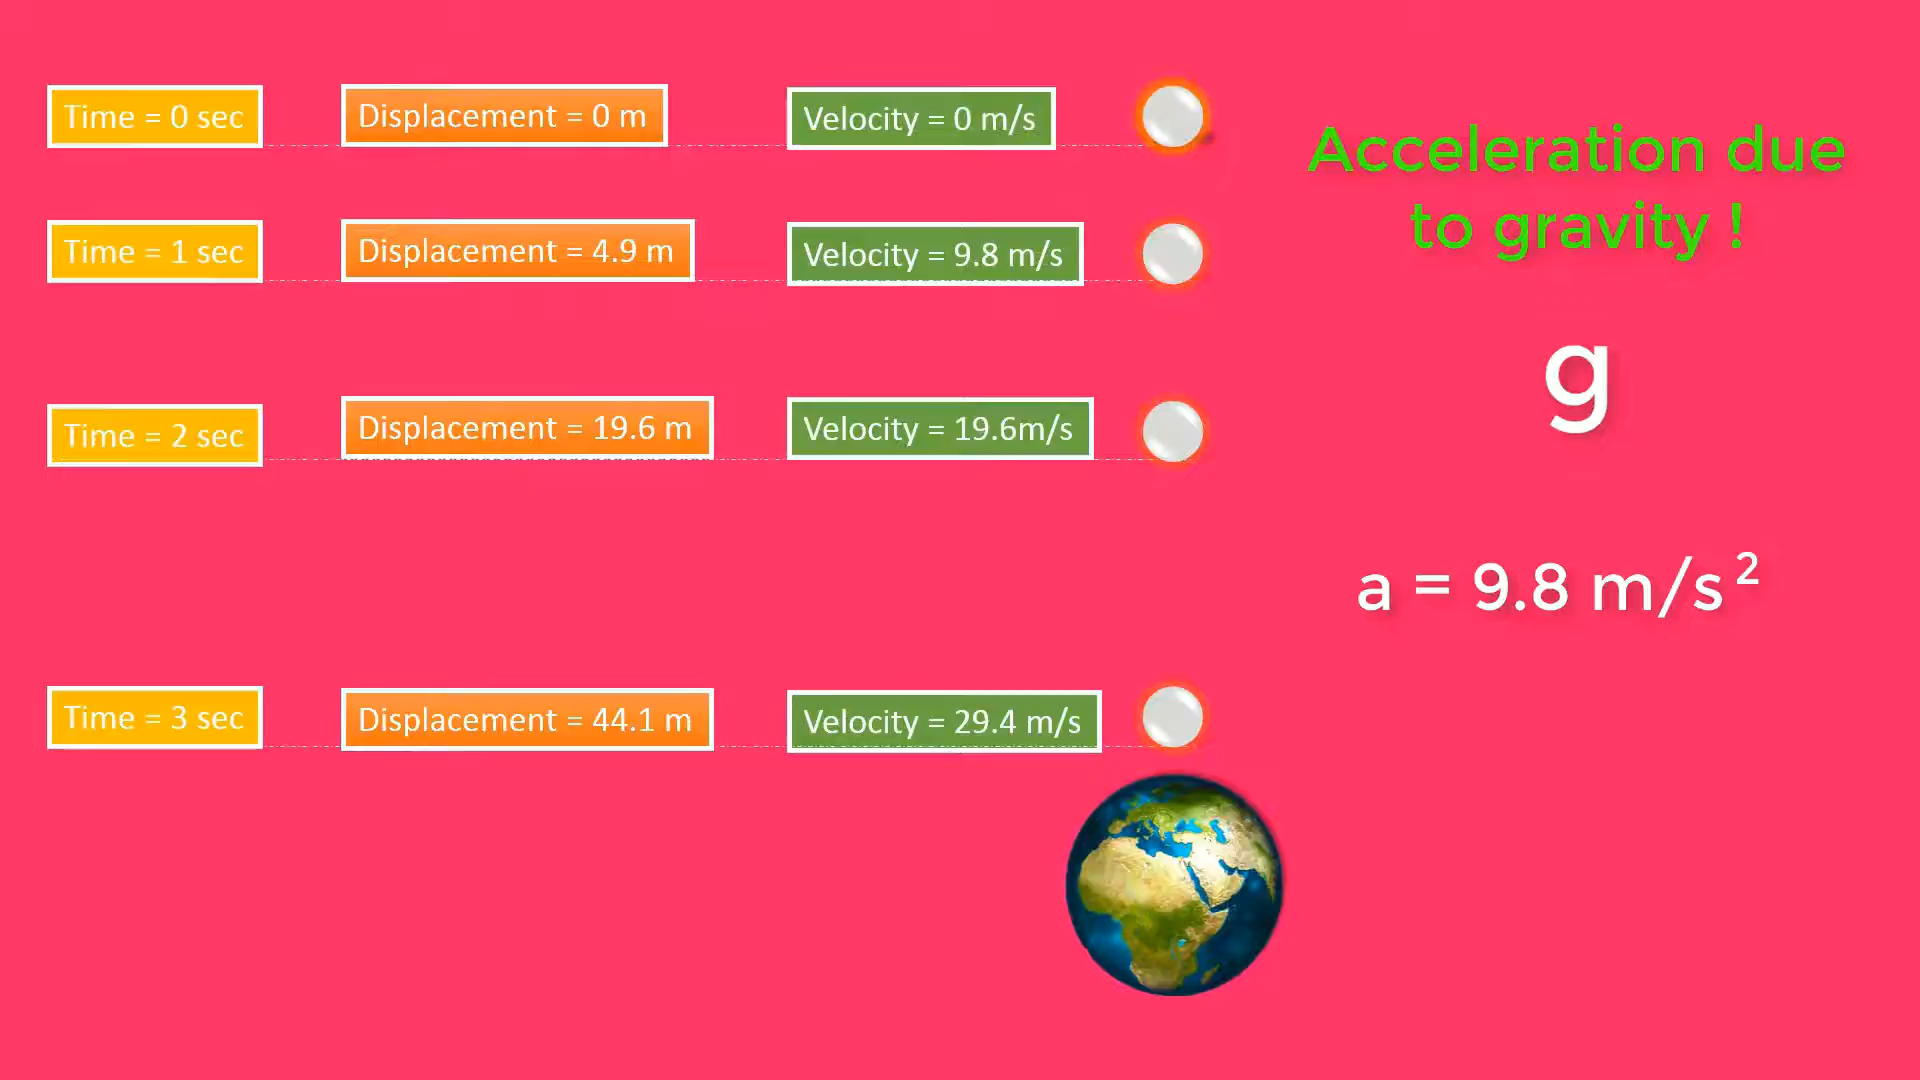 Time = 0 sec
Displacement = 0 m
Velocity = 0 m/s
Time = 1 sec
Displacement = 4.9 m
Velocity = 9.8 m/s
Time = 2 sec
Displacement = 19.6 m
Velocity = 19.6m/s
Time = 3 sec
Displacement = 44.1 m
Velocity = 29.4 m/s
Acceleration due
to gravity !
g
a = 9.8 m/s²